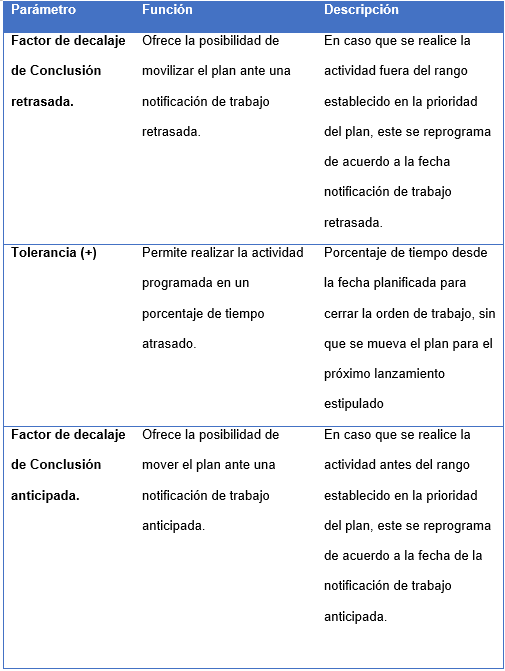 Parámetro
Función
Descripción
Factor de decalaje
de Conclusión
retrasada.
Ofrece la posibilidad de
movilizar el plan ante una
notificación de trabajo
retrasada.
En caso que se realice la
actividad fuera del rango
establecido en la prioridad
del plan, este se reprograma
de acuerdo a la fecha
notificación de trabajo
retrasada.
Tolerancia (+)
Permite realizar la actividad
programada en un
porcentaje de tiempo
atrasado.
Porcentaje de tiempo desde
la fecha planificada para
cerrar la orden de trabajo, sin
que se mueva el plan para el
próximo lanzamiento
estipulado
Factor de decalaje
de Conclusión
anticipada.
Ofrece la posibilidad de
mover el plan ante una
notificación de trabajo
anticipada.
En caso que se realice la
actividad antes del rango
establecido en la prioridad
del plan, este se reprograma
de acuerdo a la fecha de la
notificación de trabajo
anticipada.